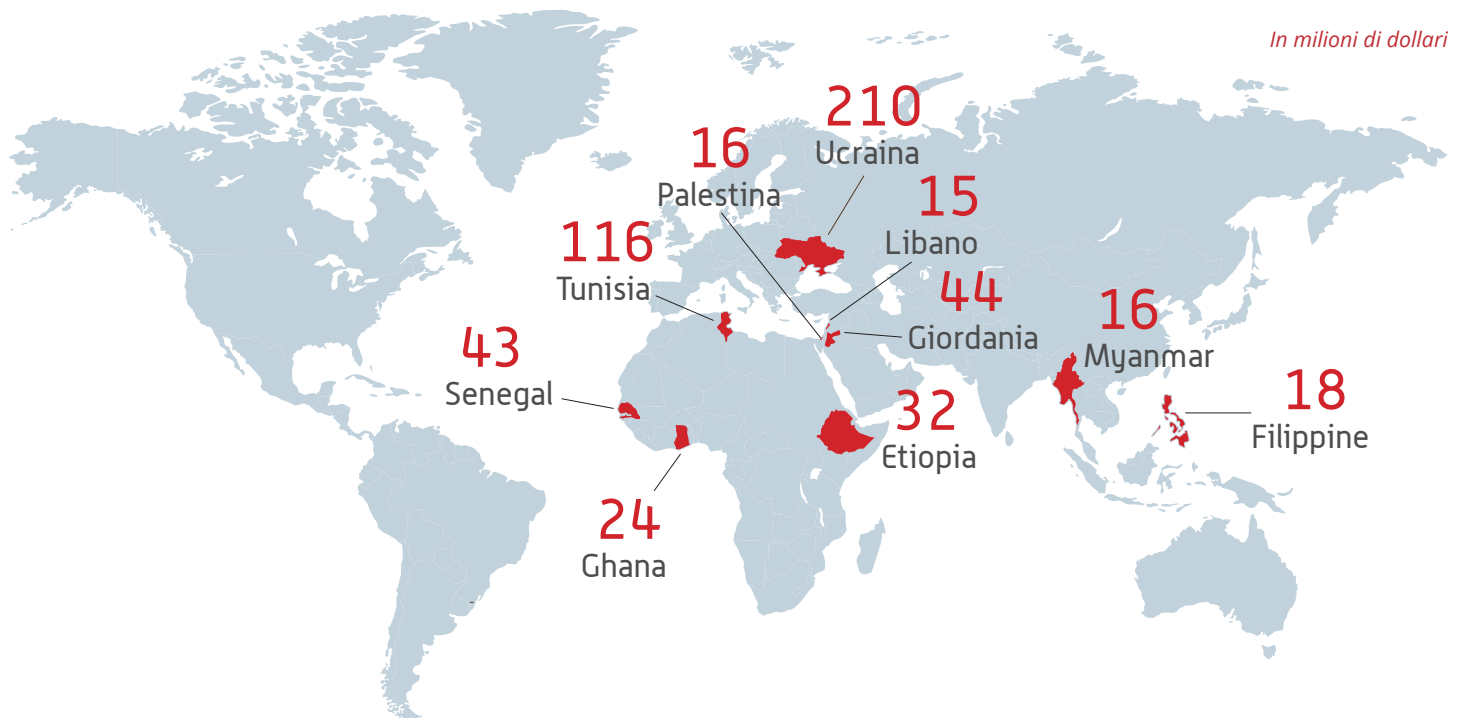 In milioni di dollari
210
Ucraina
16
Palestina
15
Libano
116
Tunisia
44
Giordania
16
Myanmar
43
Senegal
18
Filippine
32
Etiopia
24
Ghana